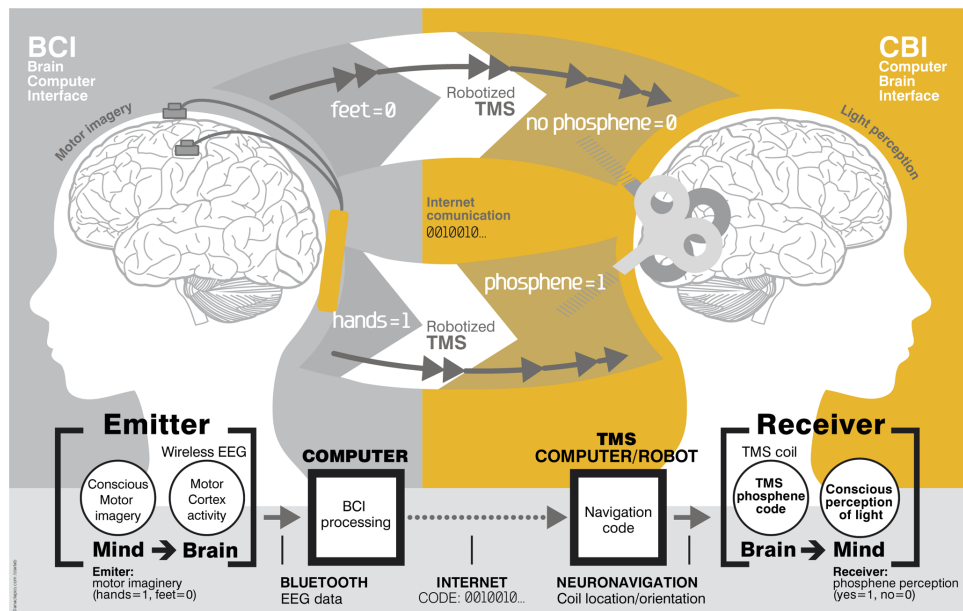 BCI
Brain
Computer
Interface
CBI
Computer
Brain
Interface
Motor imagery
feet=0
Robotized
TMS
no phosphene=0
Light perception
Internet
comunication
0010010...
phosphene=1
hands=1
Robotized
TMS
Emitter
Wireless EEG
Conscious
Motor
imagery
Motor
Cortex
activity
Mind
Brain
Emiter:
motor imaginery
(hands=1, feet=0)
COMPUTER
BCI
processing
BLUETOOTH
EEG data
INTERNET
CODE: 0010010...
TMS
COMPUTER/ROBOT
Navigation
code
NEURONAVIGATION
Coil location/orientation
Receiver
TMS coil
TMS
phosphene
code
Conscious
perception
of light
Brain
Mind
Receiver:
phosphene perception
(yes=1, no=0)